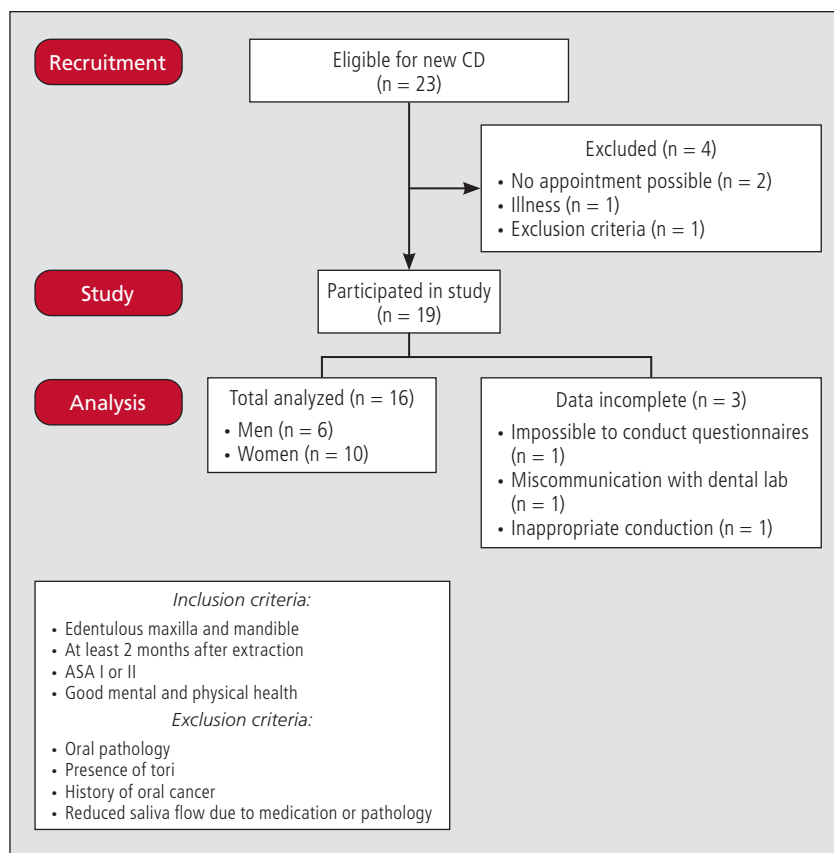 Recruitment
Eligible for new CD
(n = 23)
Excluded (n = 4)
• No appointment possible (n = 2)
• Illness (n = 1)
• Exclusion criteria (n = 1)
Study
Participated in study
(n = 19)
Analysis
Total analyzed (n = 16)
• Men (n = 6)
• Women (n = 10)
Data incomplete (n = 3)
• Impossible to conduct questionnaires
(n = 1)
• Miscommunication with dental lab
(n = 1)
• Inappropriate conduction (n = 1)
Inclusion criteria:
• Edentulous maxilla and mandible
• At least 2 months after extraction
• ASA I or II
• Good mental and physical health
Exclusion criteria:
• Oral pathology
• Presence of tori
• History of oral cancer
• Reduced saliva flow due to medication or pathology